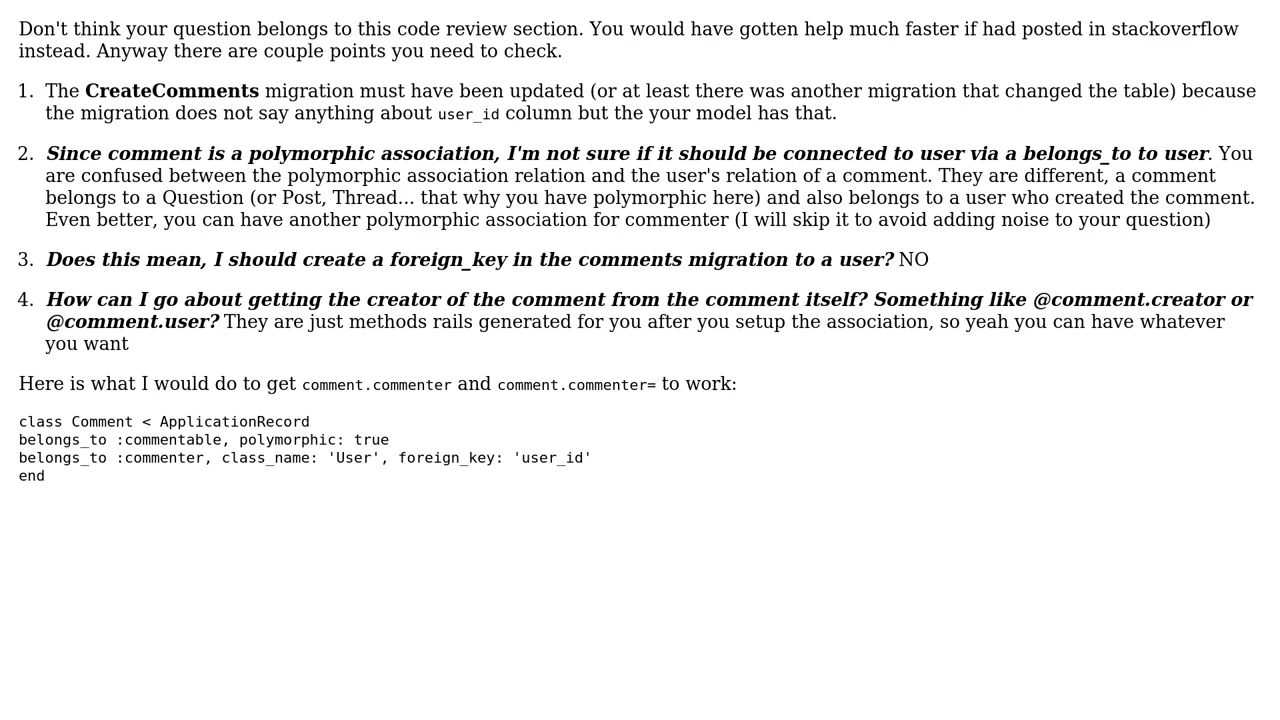 Don't think your question belongs to this code review section. You would have gotten help much faster if had posted in stackoverflow
instead. Anyway there are couple points you need to check.
1. The CreateComments migration must have been updated (or at least there was another migration that changed the table) because
the migration does not say anything about user_id column but the your model has that.
2. Since comment is a polymorphic association, I'm not sure if it should be connected to user via a belongs_to to user. You
are confused between the polymorphic association relation and the user's relation of a comment. They are different, a comment
belongs to a Question (or Post, Thread... that why you have polymorphic here) and also belongs to a user who created the comment.
Even better, you can have another polymorphic association for commenter (I will skip it to avoid adding noise to your question)
3. Does this mean, I should create a foreign_key in the comments migration to a user? NO
4. How can I go about getting the creator of the comment from the comment itself? Something like @comment.creator or
@comment.user? They are just methods rails generated for you after you setup the association, so yeah you can have whatever
you want
Here is what I would do to get comment.commenter and comment.commenter= to work:
class Comment < ApplicationRecord
belongs_to :commentable, polymorphic: true
belongs_to :commenter, class_name: 'User', foreign_key: 'user_id'
end